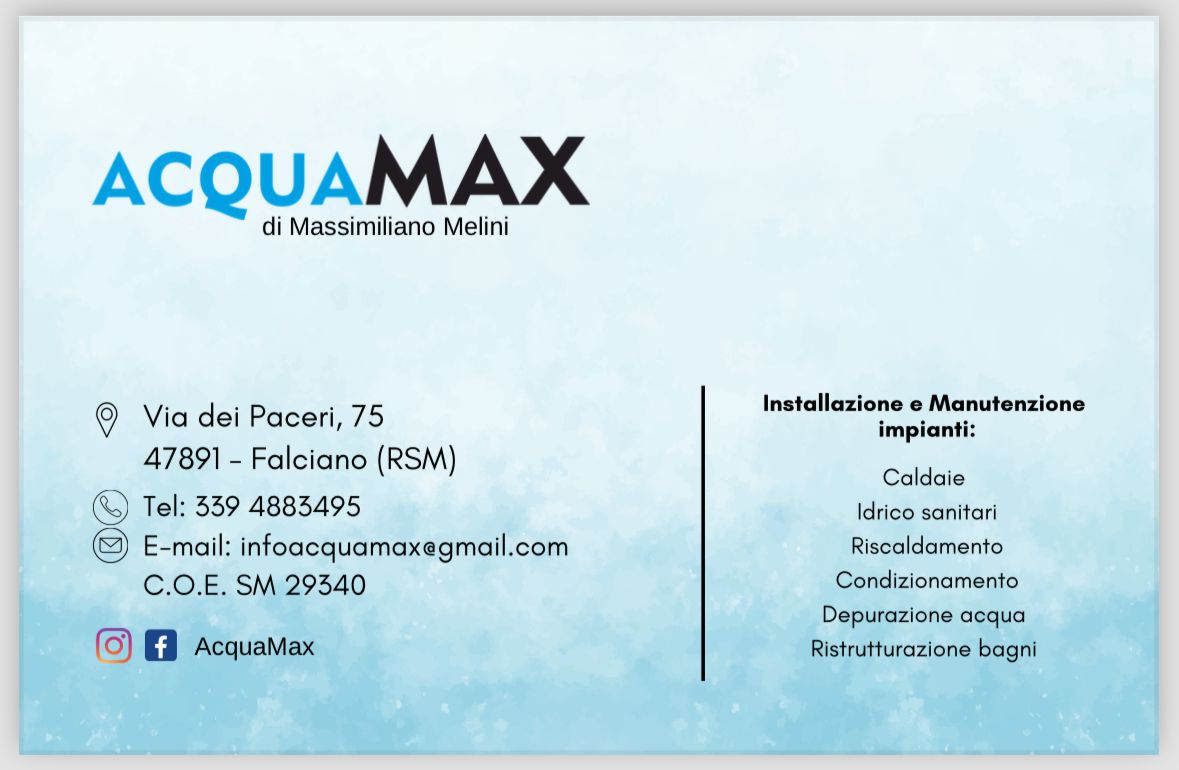 ACQUAMAX
di Massimiliano Melini
Via dei Paceri, 75
47891 - Falciano (RSM)
Tel: 339 4883495
E-mail: infoacquamax@gmail.com
C.O.E. SM 29340
AcquaMax
Installazione e Manutenzione
impianti:
Caldaie
Idrico sanitari
Riscaldamento
Condizionamento
Depurazione acqua
Ristrutturazione bagni